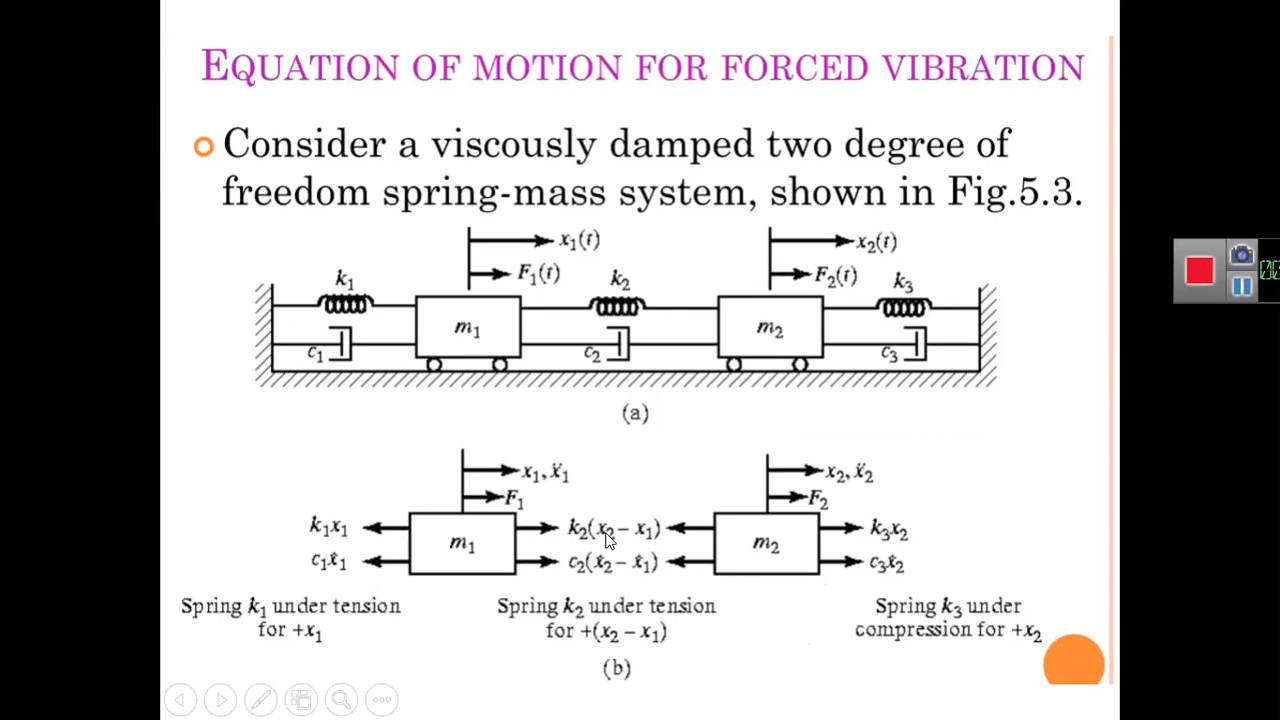 EQUATION OF MOTION FOR FORCED VIBRATION
Consider a viscously damped two degree of
freedom spring-mass system, shown in Fig.5.3.
x₁(t) x₂(t)
k₁ F₁(t) k₂ F₂(t) k₃
m₁ m₂
c₁ c₂ c₃
(a)
x₁, ẍ₁ x₂, ẍ₂
F₁ F₂
k₁x₁ k₂(x₂ − x₁) k₃x₂
m₁ m₂
c₁ẋ₁ c₂(ẋ₂ − ẋ₁) c₃ẋ₂
Spring k₁ under tension Spring k₂ under tension Spring k₃ under
for +x₁ for +(x₂ − x₁) compression for +x₂
(b)